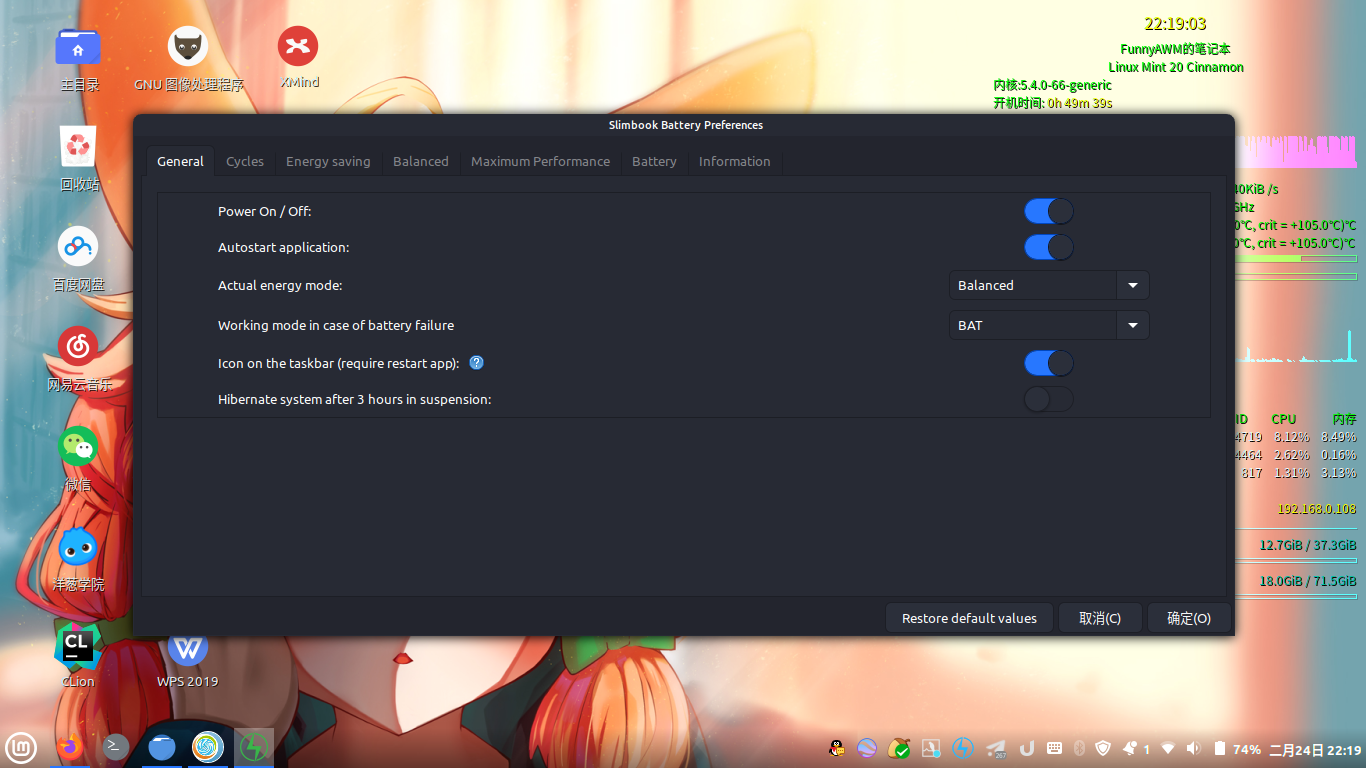 22:19:03
FunnyAWM的笔记本
Linux Mint 20 Cinnamon
内核:5.4.0-66-generic
开机时间: 0h 49m 39s
主目录
GNU 图像处理程序
XMind
回收站
百度网盘
网易云音乐
微信
洋葱学院
CL
CLion
WPS 2019
Slimbook Battery Preferences
General Cycles Energy saving Balanced Maximum Performance Battery Information
Power On / Off:
Autostart application:
Actual energy mode: Balanced
Working mode in case of battery failure BAT
Icon on the taskbar (require restart app):
Hibernate system after 3 hours in suspension:
Restore default values 取消(C) 确定(O)
40KiB /s
GHz
0°C, crit = +105.0°C)°C
0°C, crit = +105.0°C)°C
ID CPU 内存
4719 8.12% 8.49%
4464 2.62% 0.16%
817 1.31% 3.13%
192.168.0.108
12.7GiB / 37.3GiB
18.0GiB / 71.5GiB
367
1
74% 二月24日 22:19